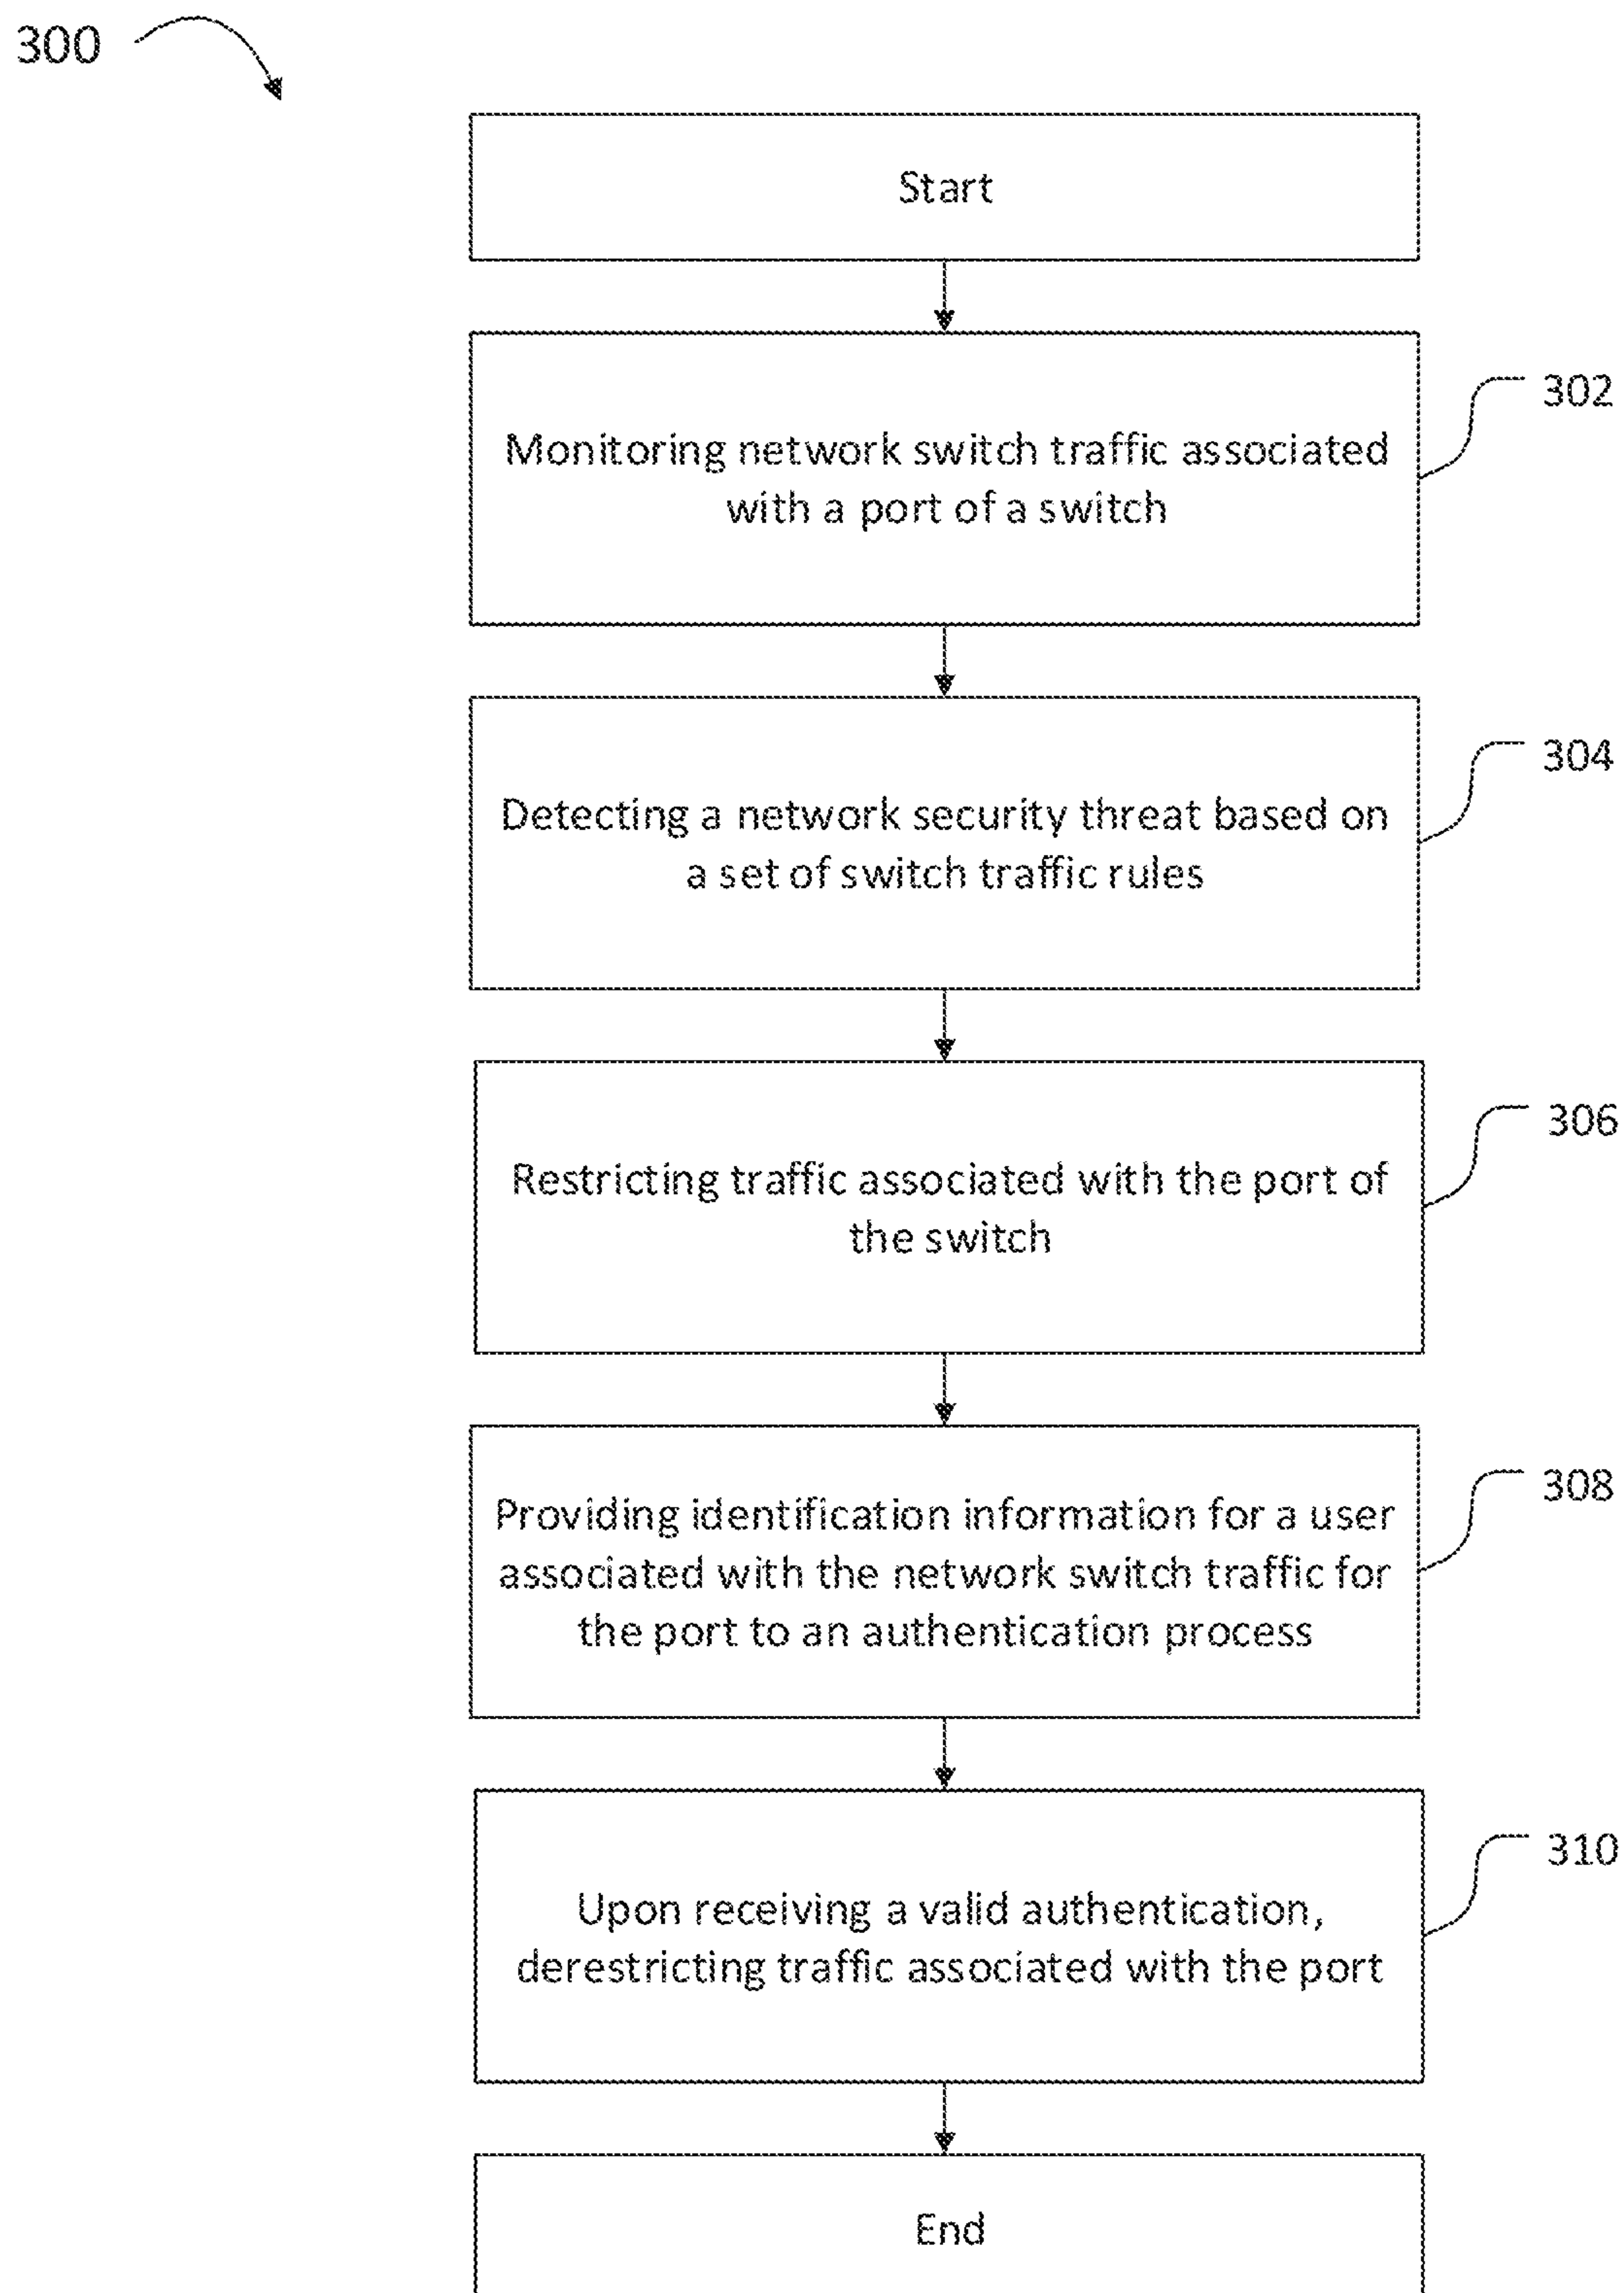 300
Start
Monitoring network switch traffic associated
with a port of a switch
302
Detecting a network security threat based on
a set of switch traffic rules
304
Restricting traffic associated with the port of
the switch
306
Providing identification information for a user
associated with the network switch traffic for
the port to an authentication process
308
Upon receiving a valid authentication,
derestricting traffic associated with the port
310
End